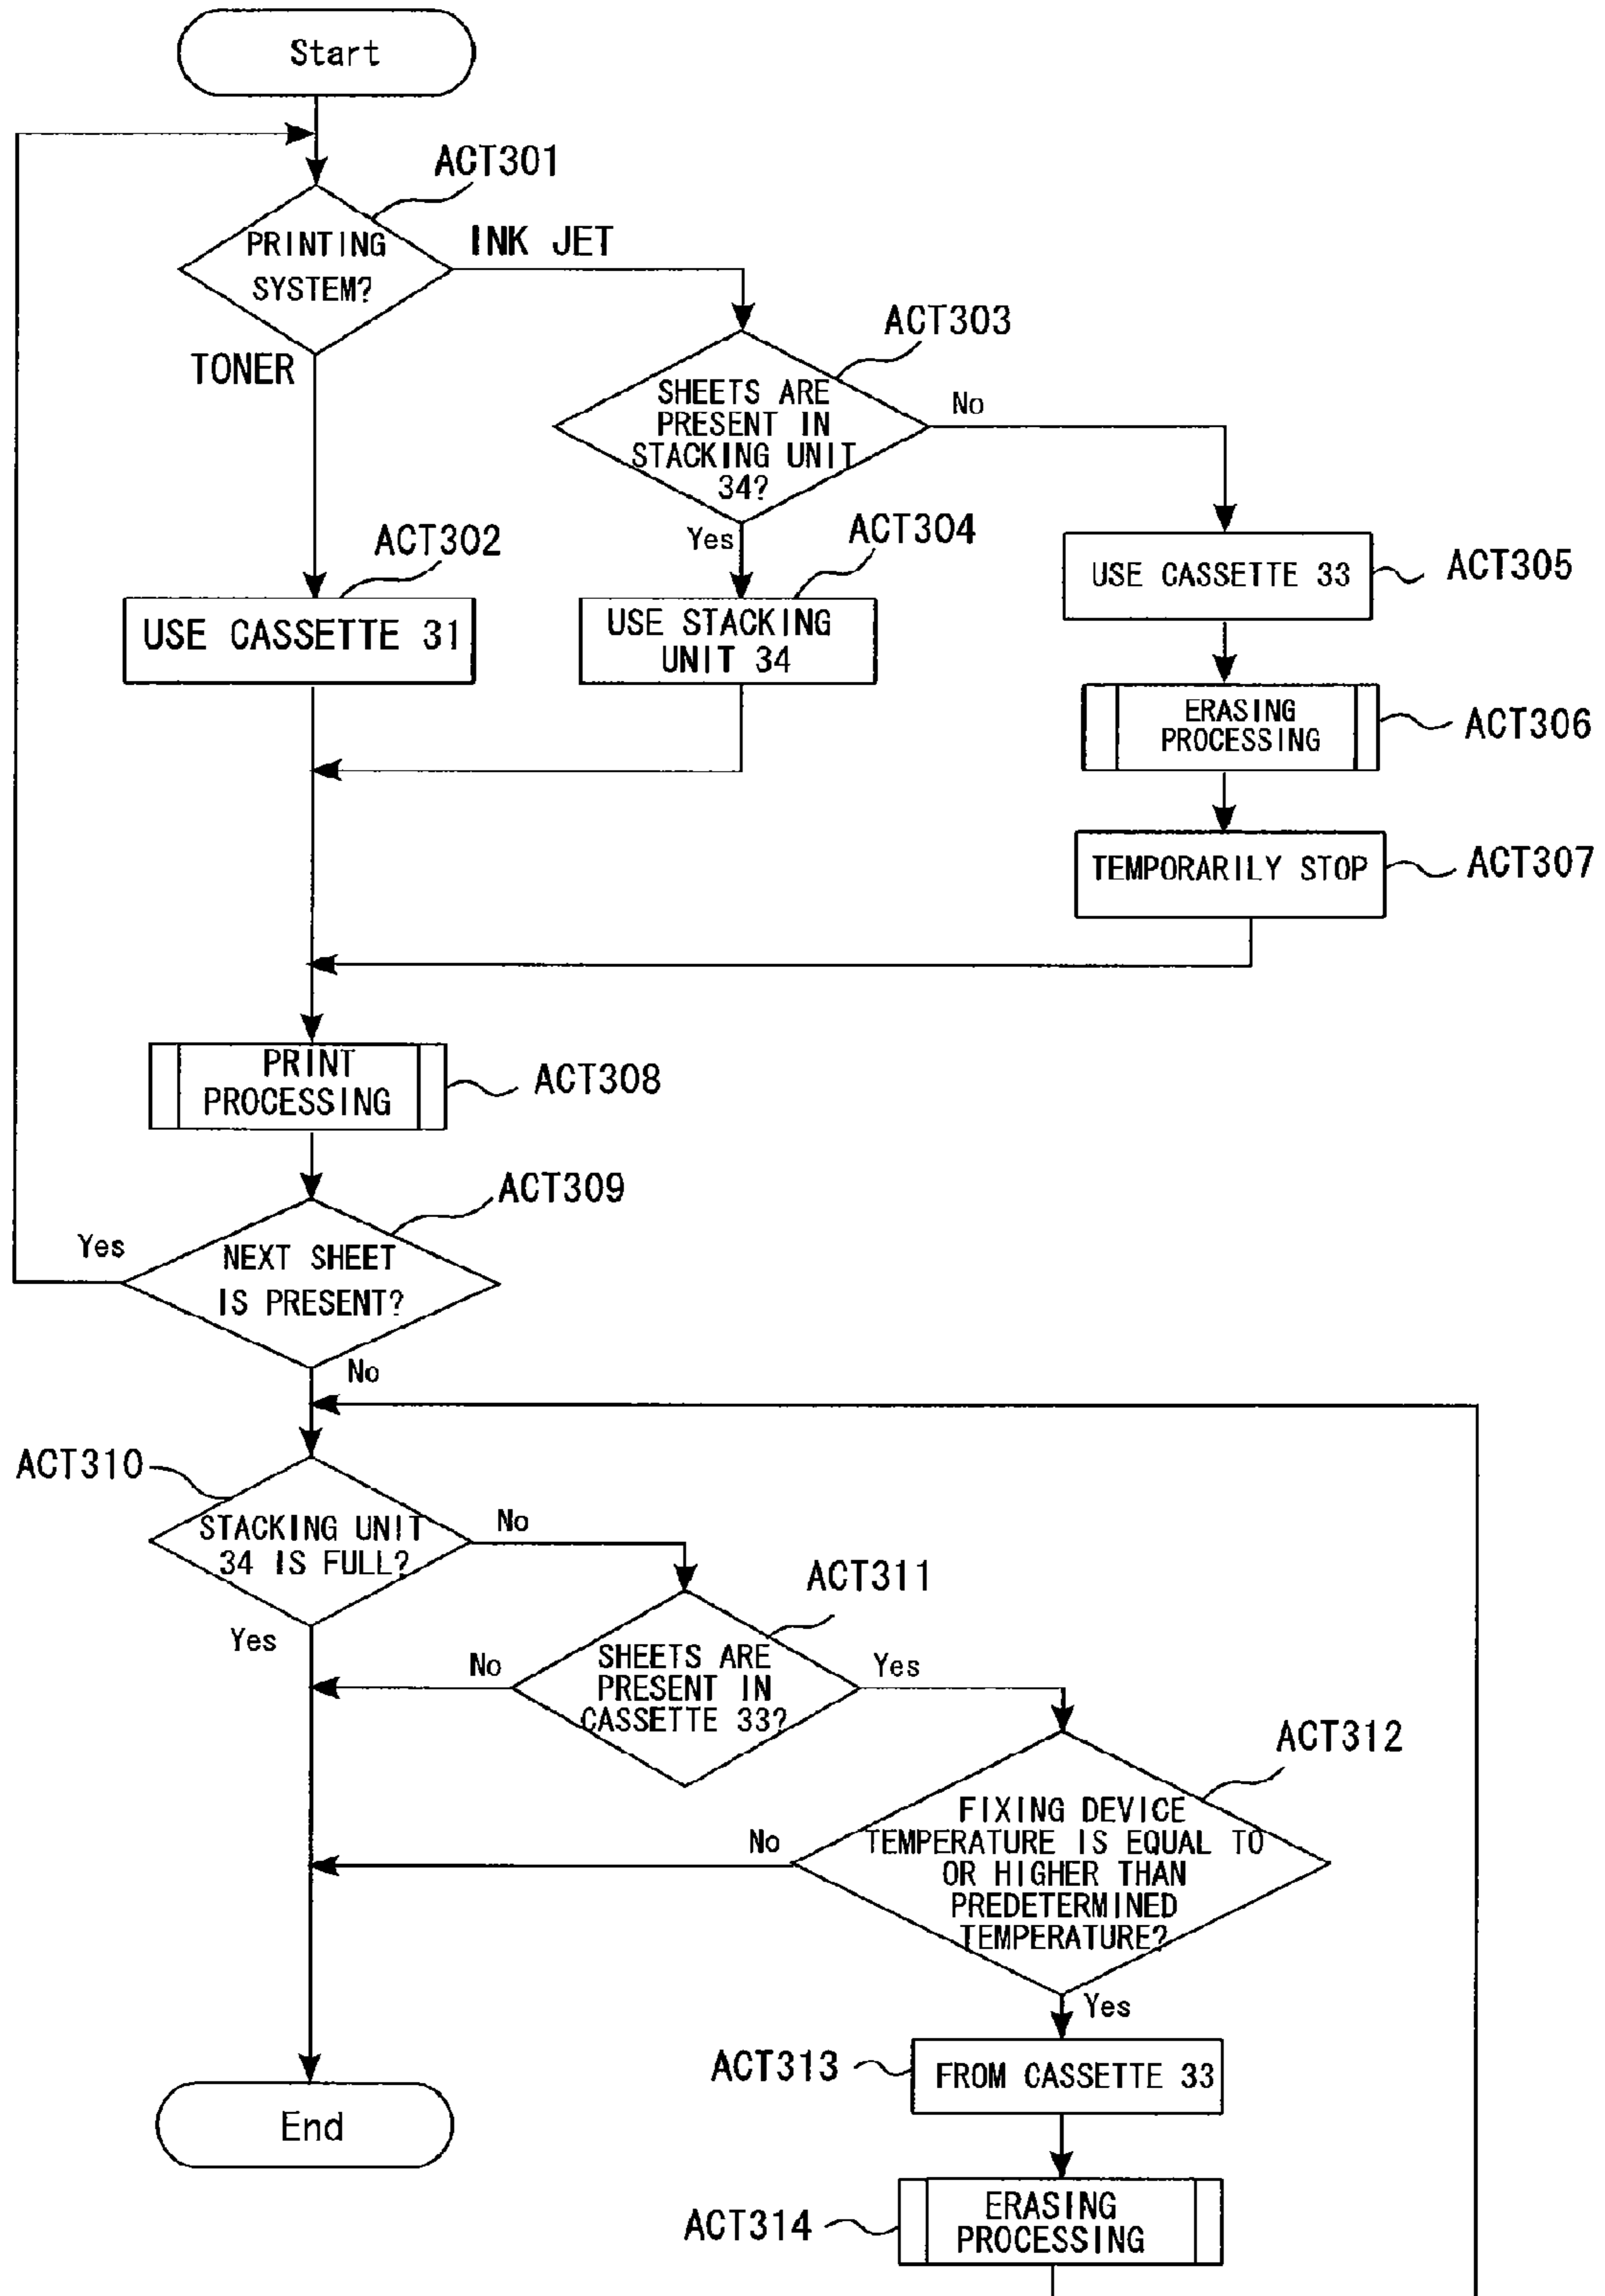 Start
ACT301
PRINTING
SYSTEM?
INK JET
TONER
ACT303
SHEETS ARE
PRESENT IN
STACKING UNIT
34?
No
Yes
ACT302
USE CASSETTE 31
ACT304
USE STACKING
UNIT 34
USE CASSETTE 33
ACT305
ERASING
PROCESSING
ACT306
TEMPORARILY STOP
ACT307
PRINT
PROCESSING
ACT308
ACT309
NEXT SHEET
IS PRESENT?
Yes
No
ACT310
STACKING UNIT
34 IS FULL?
No
Yes
ACT311
SHEETS ARE
PRESENT IN
CASSETTE 33?
No
Yes
ACT312
FIXING DEVICE
TEMPERATURE IS EQUAL TO
OR HIGHER THAN
PREDETERMINED
TEMPERATURE?
No
Yes
ACT313
FROM CASSETTE 33
End
ACT314
ERASING
PROCESSING